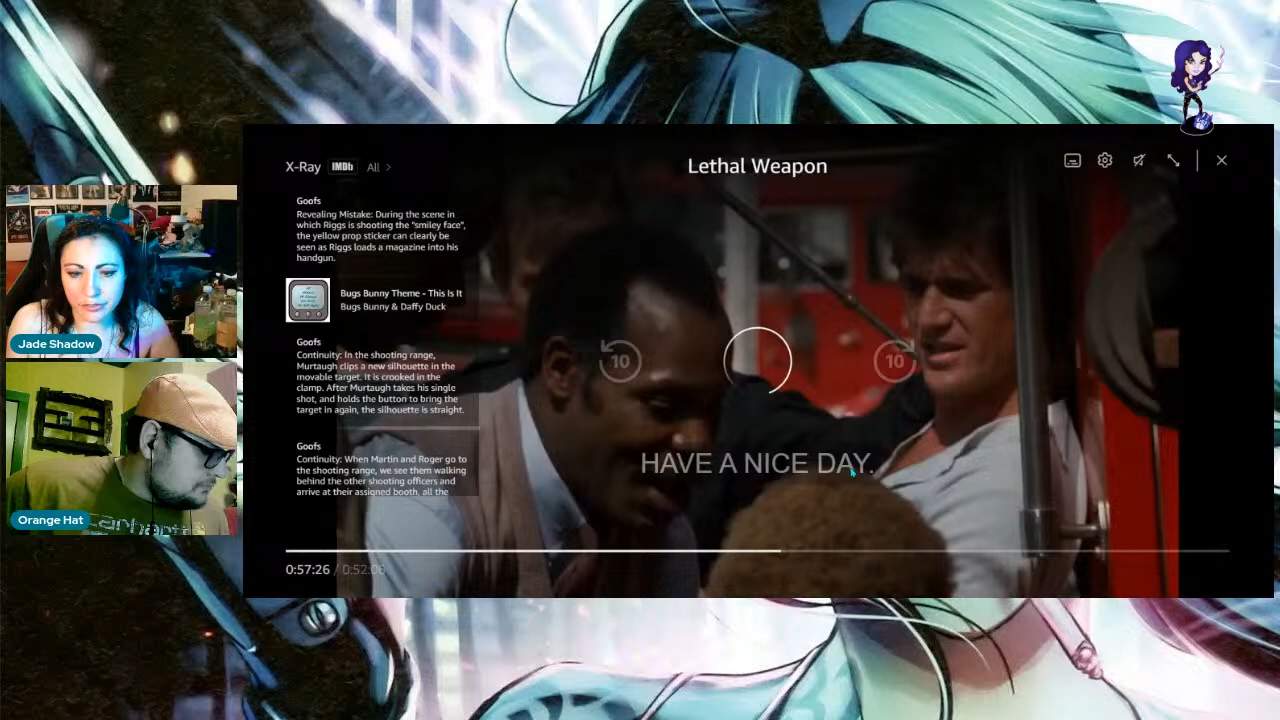 X-Ray IMDb All >
Lethal Weapon
Goofs
Revealing Mistake: During the scene in
which Riggs is shooting the "smiley face",
the yellow prop sticker can clearly be
seen as Riggs loads a magazine into his
handgun.
Bugs Bunny Theme - This Is It
Bugs Bunny & Daffy Duck
Goofs
Continuity: In the shooting range,
Murtaugh clips a new silhouette in the
movable target. It is crooked in the
clamp. After Murtaugh takes his single
shot, and holds the button to bring the
target in again, the silhouette is straight.
Goofs
Continuity: When Martin and Roger go to
the shooting range, we see them walking
behind the other shooting officers and
arrive at their assigned booth, all the
10
10
HAVE A NICE DAY.
0:57:26 / 0:52:06
Jade Shadow
Orange Hat
carhartt